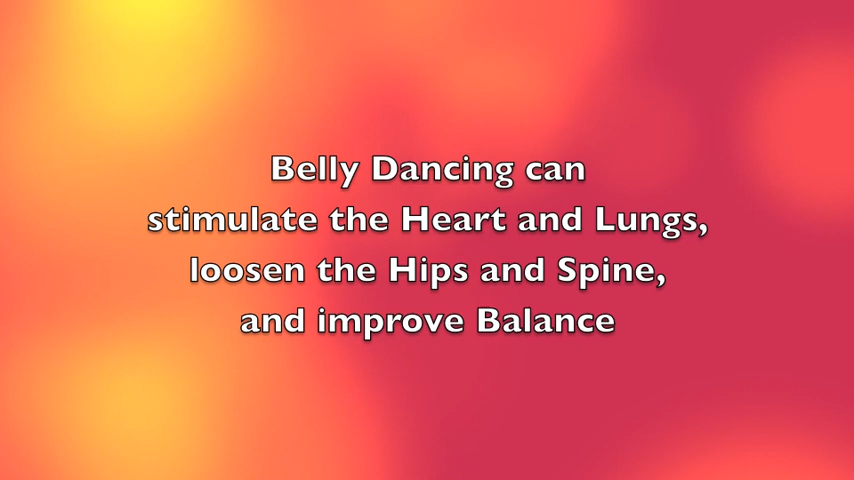 Belly Dancing can
stimulate the Heart and Lungs,
loosen the Hips and Spine,
and improve Balance